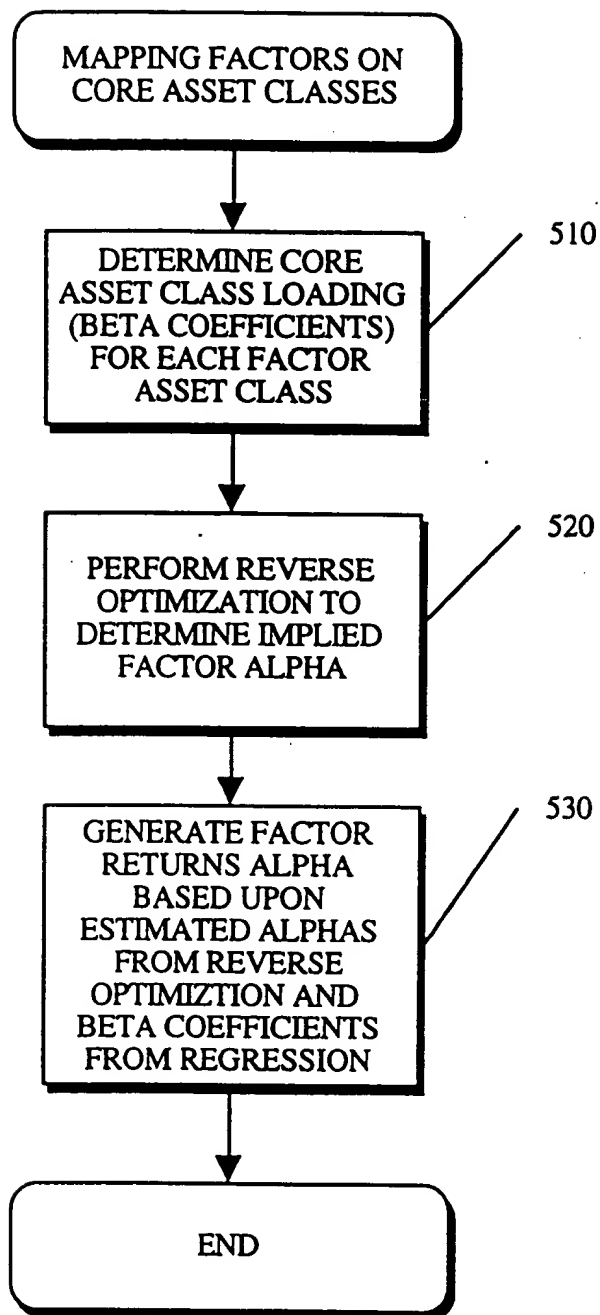 MAPPING FACTORS ON
CORE ASSET CLASSES
510
DETERMINE CORE
ASSET CLASS LOADING
(BETA COEFFICIENTS)
FOR EACH FACTOR
ASSET CLASS
520
PERFORM REVERSE
OPTIMIZATION TO
DETERMINE IMPLIED
FACTOR ALPHA
530
GENERATE FACTOR
RETURNS ALPHA
BASED UPON
ESTIMATED ALPHAS
FROM REVERSE
OPTIMIZTION AND
BETA COEFFICIENTS
FROM REGRESSION
END